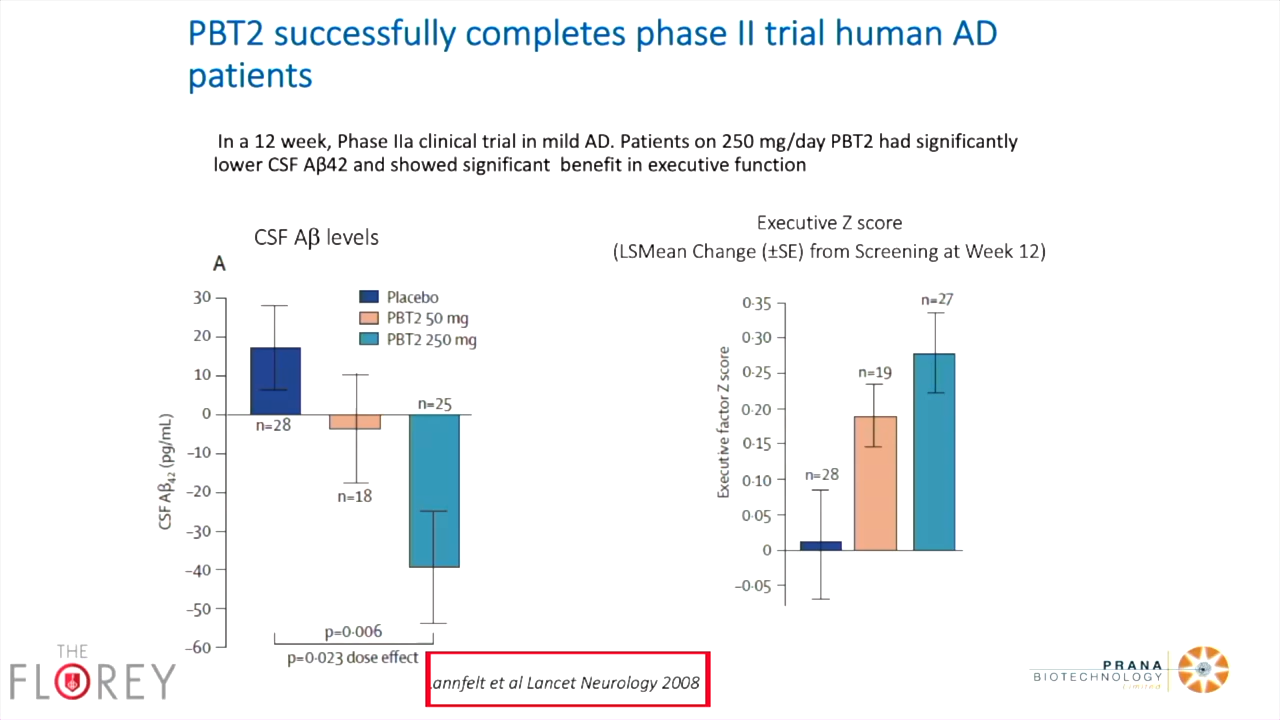 PBT2 successfully completes phase II trial human AD
patients
In a 12 week, Phase IIa clinical trial in mild AD. Patients on 250 mg/day PBT2 had significantly
lower CSF Aβ42 and showed significant benefit in executive function
CSF Aβ levels
A
Placebo
PBT2 50 mg
PBT2 250 mg
30
20
10
0
−10
−20
−30
−40
−50
−60
CSF Aβ42 (pg/mL)
n=28
n=18
n=25
p=0·006
p=0·023 dose effect
Executive Z score
(LSMean Change (±SE) from Screening at Week 12)
0·35
0·30
0·25
0·20
0·15
0·10
0·05
0
−0·05
Executive factor Z score
n=28
n=19
n=27
annfelt et al Lancet Neurology 2008
THE
FLOREY
PRANA
BIOTECHNOLOGY
Limited